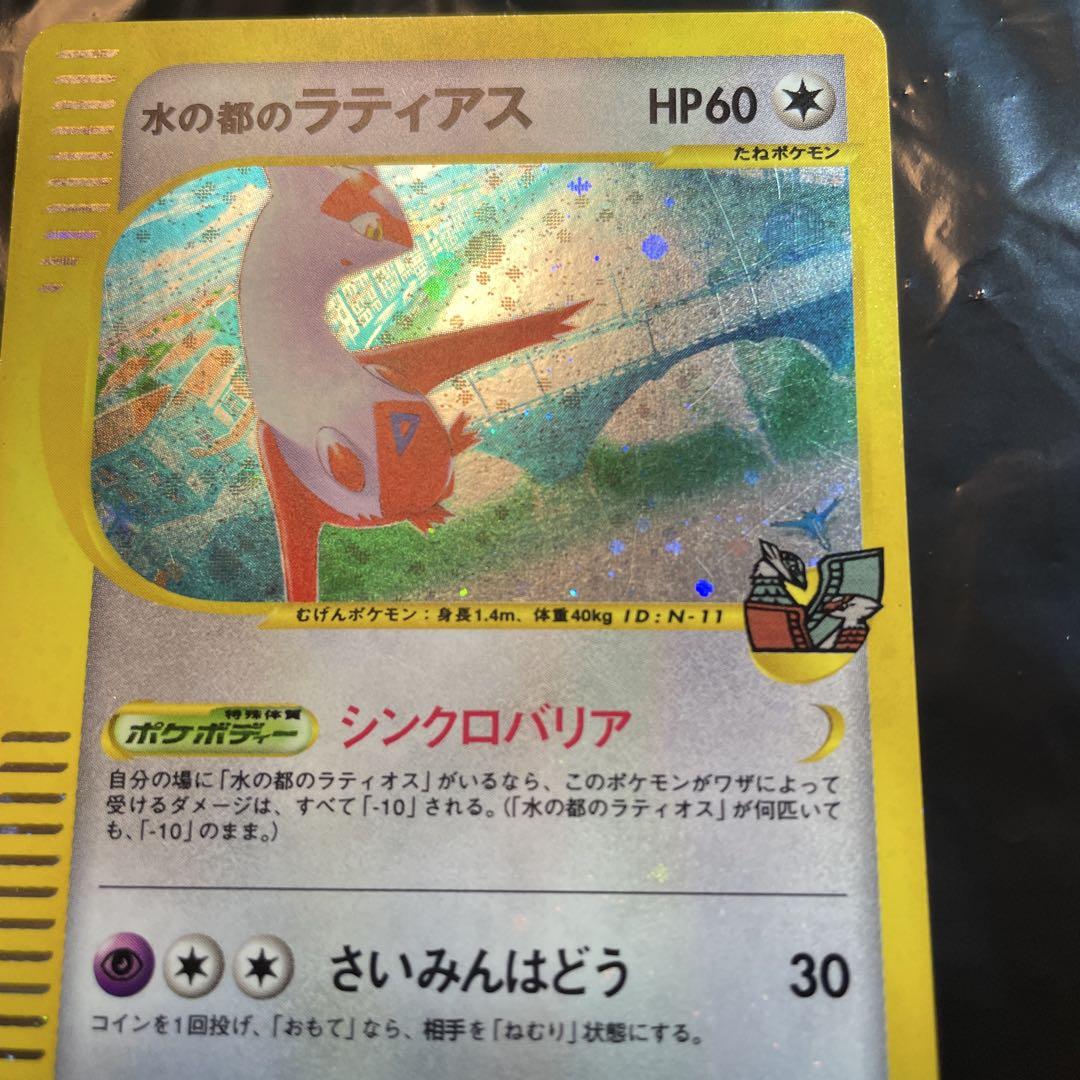 水の都のラティアス HP60
たねポケモン
むげんポケモン：身長1.4m、体重40kg ID：N-11
特殊体質
ポケボディー シンクロバリア
自分の場に「水の都のラティオス」がいるなら、このポケモンがワザによって
受けるダメージは、すべて「-10」される。（「水の都のラティオス」が何匹いて
も、「-10」のまま。）
さいみんはどう 30
コインを1回投げ、「おもて」なら、相手を「ねむり」状態にする。